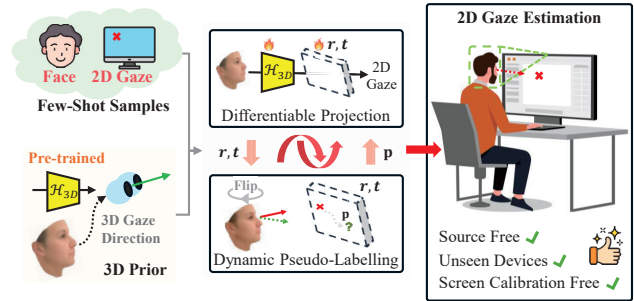 Face
2D Gaze
Few-Shot Samples
Pre-trained
H3D
3D Gaze
Direction
3D Prior
r, t
H3D
2D
Gaze
Differentiable Projection
r, t
p
Flip
r, t
p
?
Dynamic Pseudo-Labelling
2D Gaze Estimation
Source Free
Unseen Devices
Screen Calibration Free